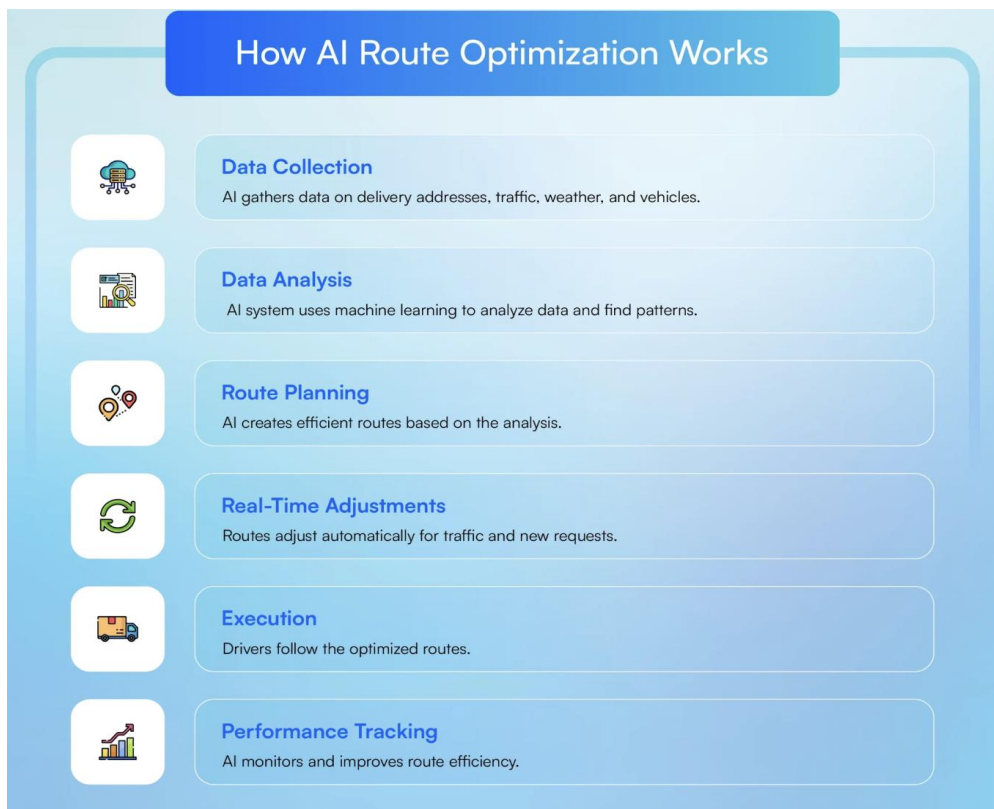 How AI Route Optimization Works
Data Collection
AI gathers data on delivery addresses, traffic, weather, and vehicles.
Data Analysis
AI system uses machine learning to analyze data and find patterns.
Route Planning
AI creates efficient routes based on the analysis.
Real-Time Adjustments
Routes adjust automatically for traffic and new requests.
Execution
Drivers follow the optimized routes.
Performance Tracking
AI monitors and improves route efficiency.